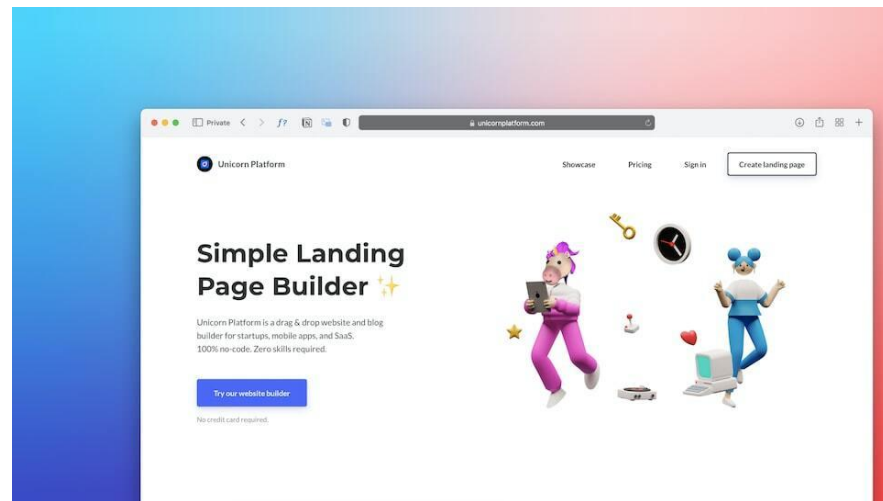 Private
unicornplatform.com
Unicorn Platform
Showcase
Pricing
Sign in
Create landing page
Simple Landing
Page Builder ✨
Unicorn Platform is a drag & drop website and blog
builder for startups, mobile apps, and SaaS.
100% no-code. Zero skills required.
Try our website builder
No credit card required.